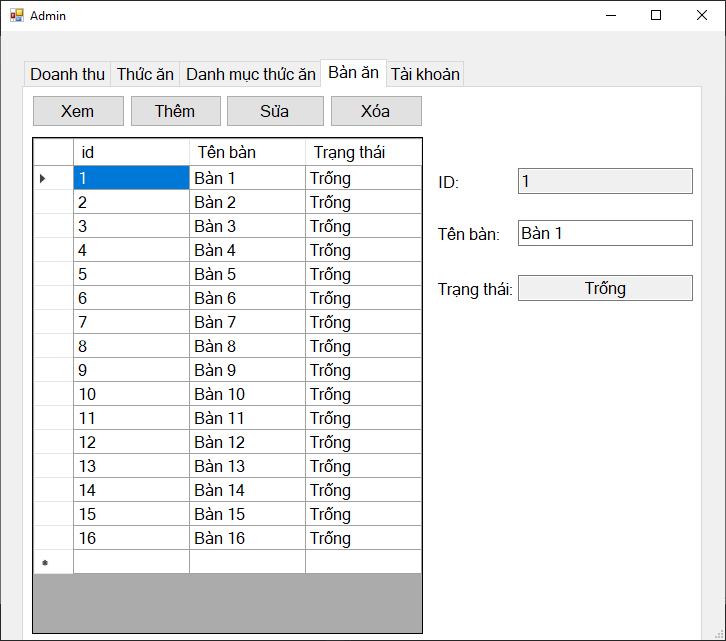 Admin
Doanh thu Thức ăn Danh mục thức ăn Bàn ăn Tài khoản
Xem Thêm Sửa Xóa
id Tên bàn Trạng thái
1 Bàn 1 Trống
2 Bàn 2 Trống
3 Bàn 3 Trống
4 Bàn 4 Trống
5 Bàn 5 Trống
6 Bàn 6 Trống
7 Bàn 7 Trống
8 Bàn 8 Trống
9 Bàn 9 Trống
10 Bàn 10 Trống
11 Bàn 11 Trống
12 Bàn 12 Trống
13 Bàn 13 Trống
14 Bàn 14 Trống
15 Bàn 15 Trống
16 Bàn 16 Trống
ID: 1
Tên bàn: Bàn 1
Trạng thái: Trống